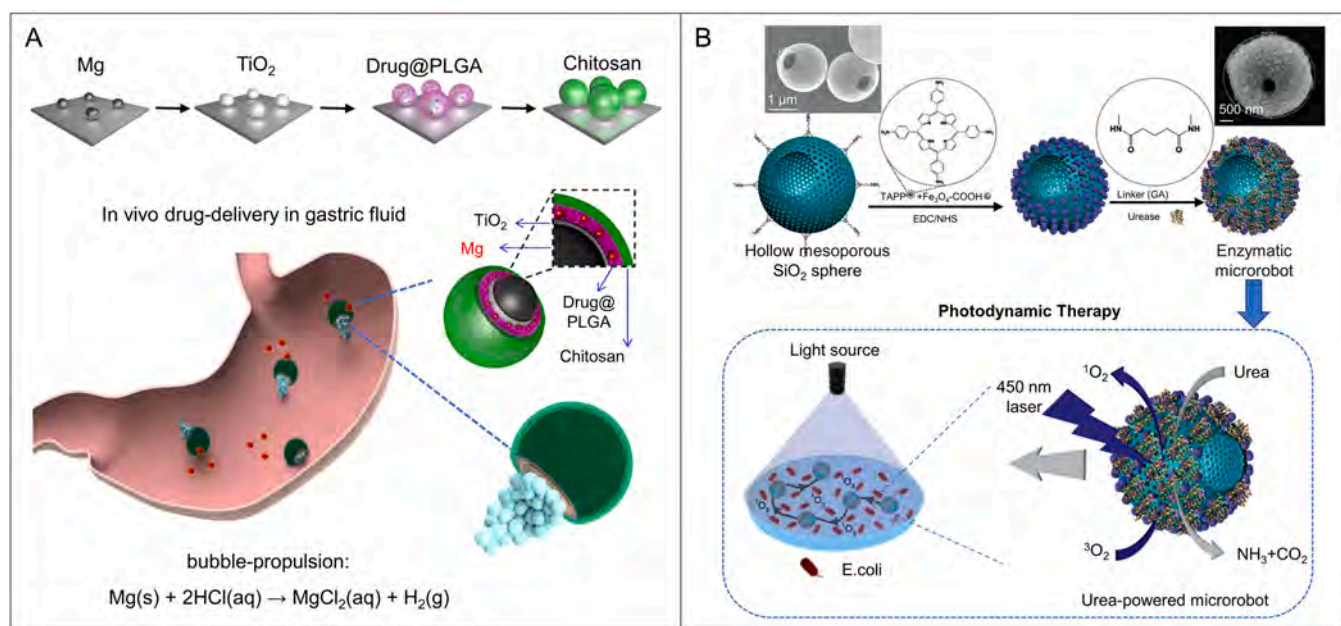 A
Mg
TiO₂
Drug@PLGA
Chitosan
In vivo drug-delivery in gastric fluid
TiO₂
Mg
Drug@
PLGA
Chitosan
bubble-propulsion:
Mg(s) + 2HCl(aq) → MgCl₂(aq) + H₂(g)
B
1 μm
500 nm
TAPP⊕+Fe₃O₄-COOH⊖
EDC/NHS
Linker (GA)
Urease
Hollow mesoporous
SiO₂ sphere
Enzymatic
microrobot
Photodynamic Therapy
Light source
450 nm
laser
¹O₂
Urea
³O₂
NH₃+CO₂
E.coli
Urea-powered microrobot